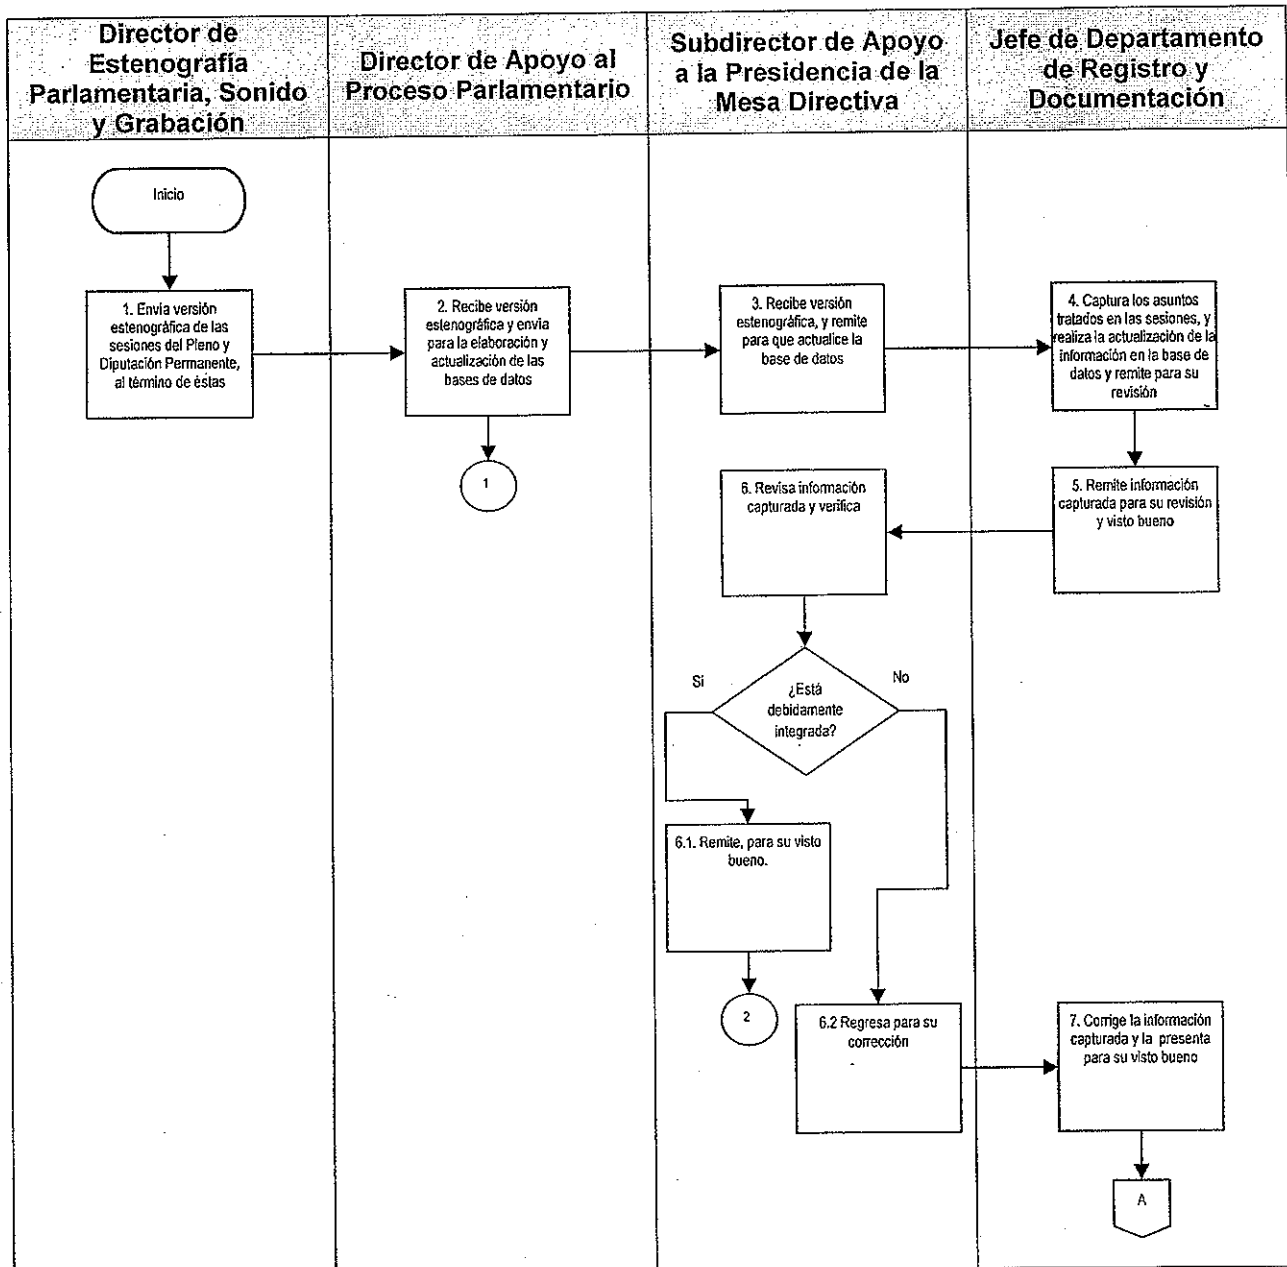 Director de
Estenografía
Parlamentaria, Sonido
y Grabación
Director de Apoyo al
Proceso Parlamentario
Subdirector de Apoyo
a la Presidencia de la
Mesa Directiva
Jefe de Departamento
de Registro y
Documentación
Inicio
1. Envía versión
estenográfica de las
sesiones del Pleno y
Diputación Permanente,
al término de éstas
2. Recibe versión
estenográfica y envia
para la elaboración y
actualización de las
bases de datos
3. Recibe versión
estenográfica, y remite
para que actualice la
base de datos
4. Captura los asuntos
tratados en las sesiones, y
realiza la actualización de la
información en la base de
datos y remite para su
revisión
1
6. Revisa información
capturada y verifica
5. Remite información
capturada para su revisión
y visto bueno
Si
¿Está
debidamente
integrada?
No
6.1. Remite, para su visto
bueno.
2
6.2 Regresa para su
corrección
7. Corrige la información
capturada y la presenta
para su visto bueno
A